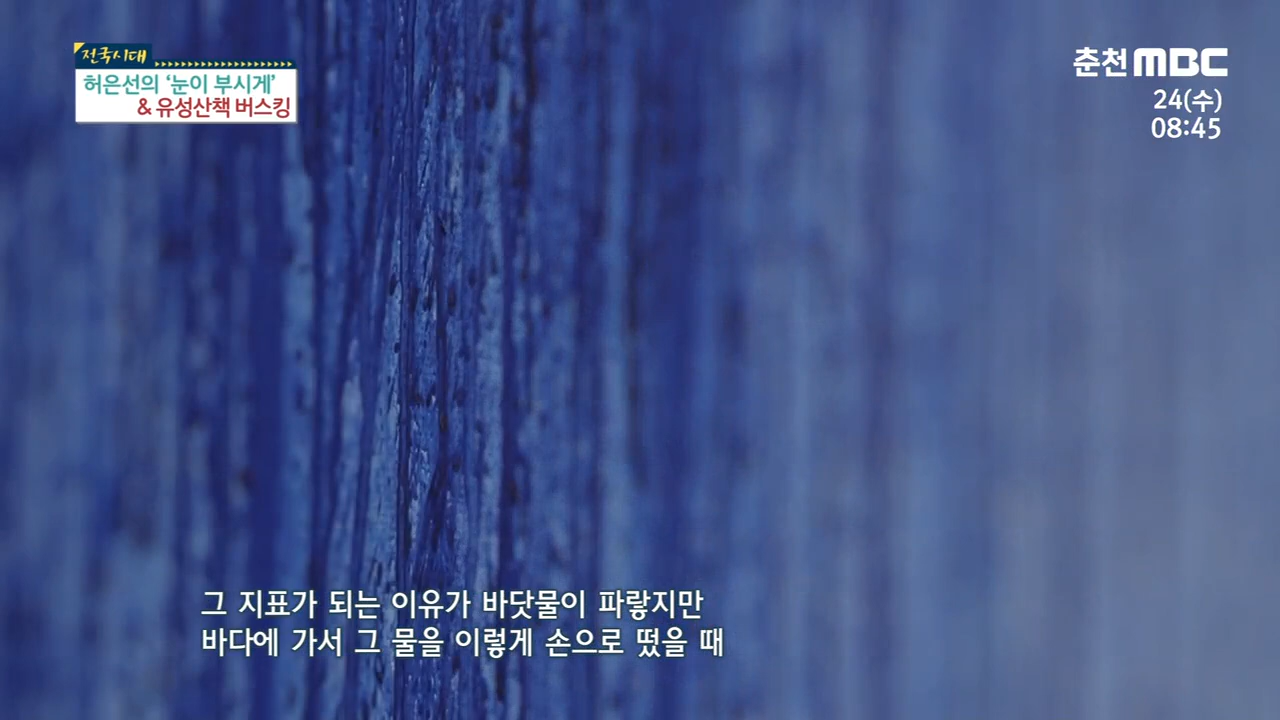 전국시대
허은선의 ‘눈이 부시게’
& 유성산책 버스킹
춘천MBC
24(수)
08:45
그 지표가 되는 이유가 바닷물이 파랗지만
바다에 가서 그 물을 이렇게 손으로 떴을 때